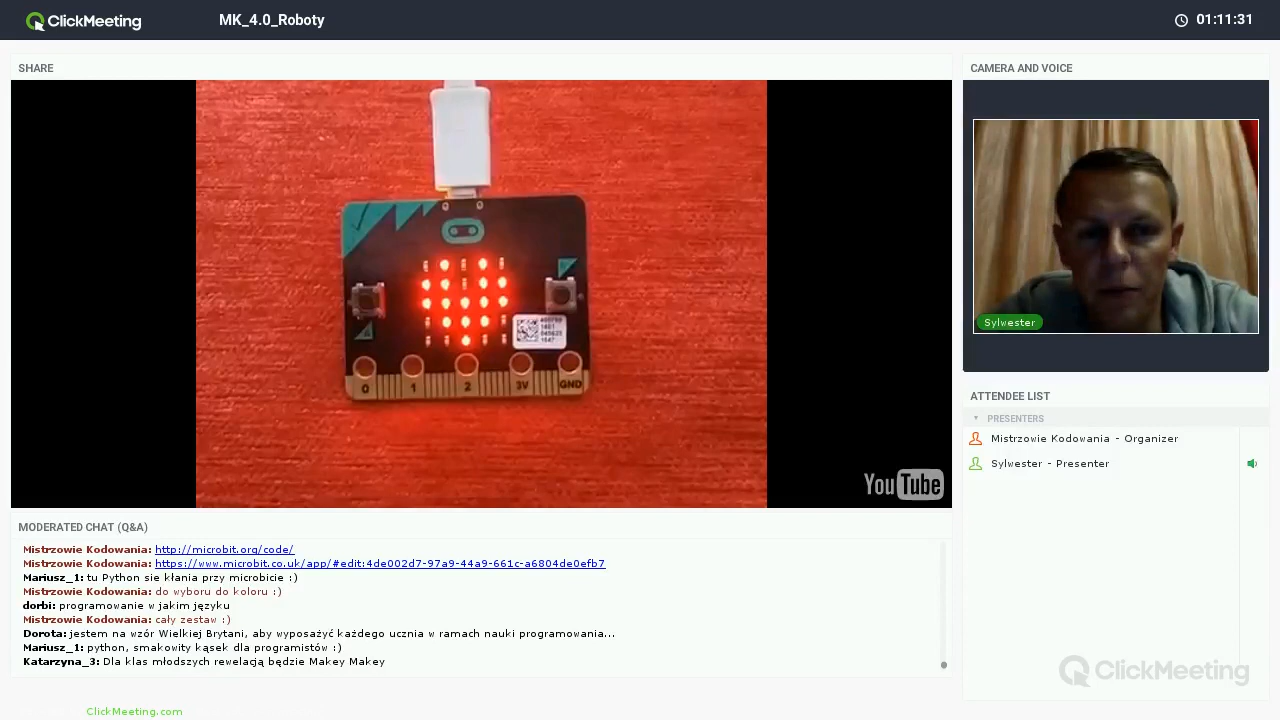 ClickMeeting
MK_4.0_Roboty
01:11:31
SHARE
CAMERA AND VOICE
0
1
2
3V
GND
YouTube
Sylwester
ATTENDEE LIST
PRESENTERS
Mistrzowie Kodowania - Organizer
Sylwester - Presenter
MODERATED CHAT (Q&A)
Mistrzowie Kodowania: http://microbit.org/code/
Mistrzowie Kodowania: https://www.microbit.co.uk/app/#edit:4de002d7-97a9-44a9-661c-a6804de0efb7
Mariusz_1: tu Python sie kłania przy microbicie :)
Mistrzowie Kodowania: do wyboru do koloru :)
dorbi: programowanie w jakim języku
Mistrzowie Kodowania: cały zestaw :)
Dorota: jestem na wzór Wielkiej Brytani, aby wyposażyć każdego ucznia w ramach nauki programowania...
Mariusz_1: python, smakowity kąsek dla programistów :)
Katarzyna_3: Dla klas młodszych rewelacją będzie Makey Makey
ClickMeeting
ClickMeeting.com